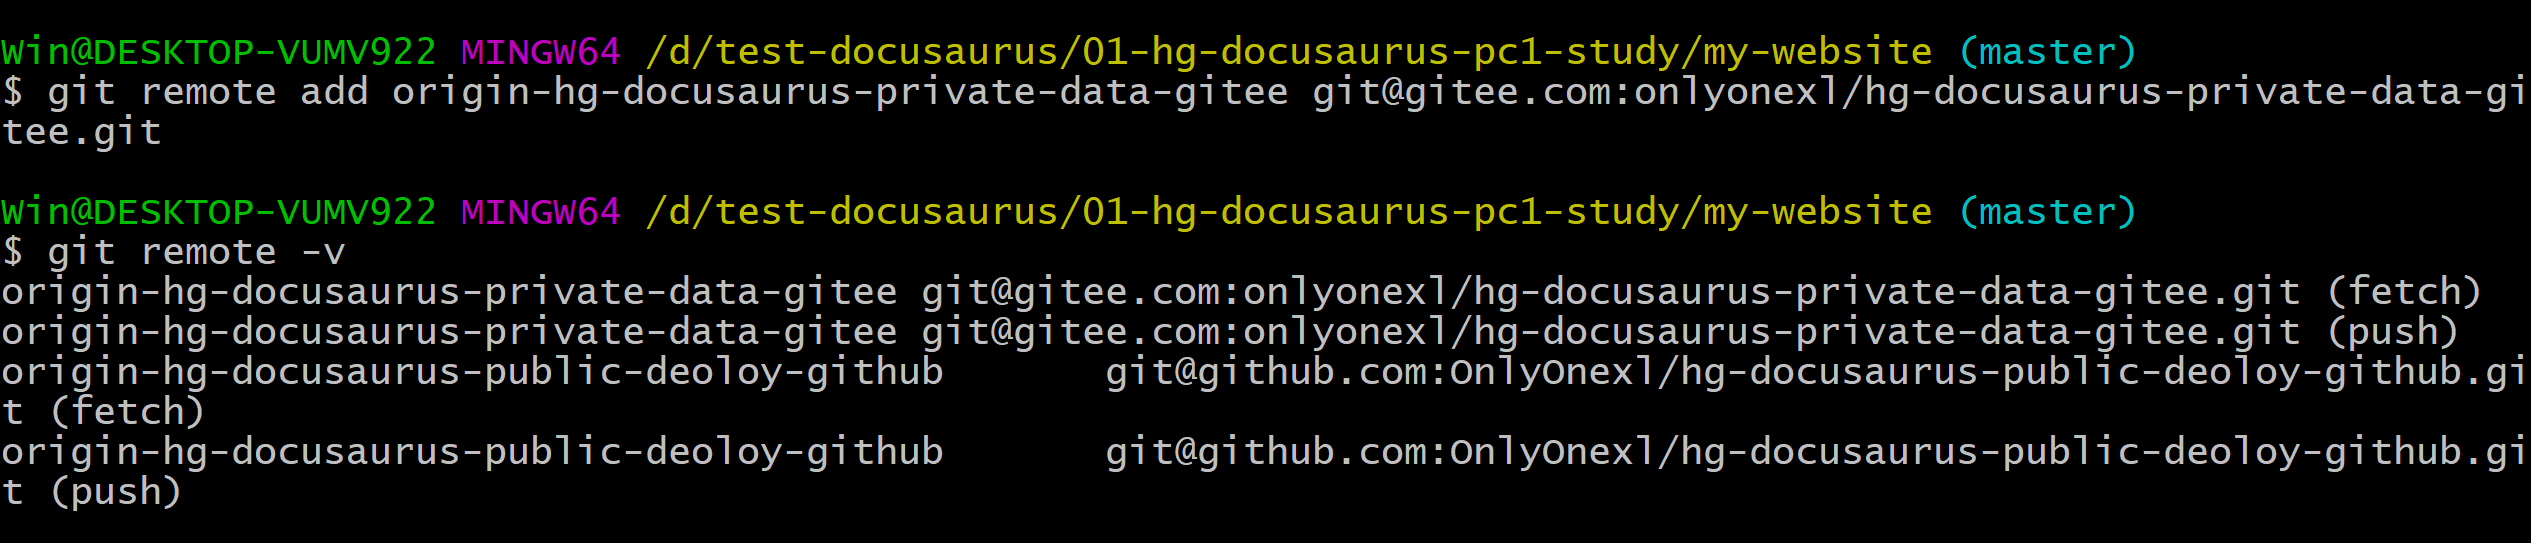 Win@DESKTOP-VUMV922 MINGW64 /d/test-docusaurus/01-hg-docusaurus-pc1-study/my-website (master)
$ git remote add origin-hg-docusaurus-private-data-gitee git@gitee.com:onlyonexl/hg-docusaurus-private-data-gi
tee.git
Win@DESKTOP-VUMV922 MINGW64 /d/test-docusaurus/01-hg-docusaurus-pc1-study/my-website (master)
$ git remote -v
origin-hg-docusaurus-private-data-gitee git@gitee.com:onlyonexl/hg-docusaurus-private-data-gitee.git (fetch)
origin-hg-docusaurus-private-data-gitee git@gitee.com:onlyonexl/hg-docusaurus-private-data-gitee.git (push)
origin-hg-docusaurus-public-deoloy-github       git@github.com:OnlyOnexl/hg-docusaurus-public-deoloy-github.gi
t (fetch)
origin-hg-docusaurus-public-deoloy-github       git@github.com:OnlyOnexl/hg-docusaurus-public-deoloy-github.gi
t (push)